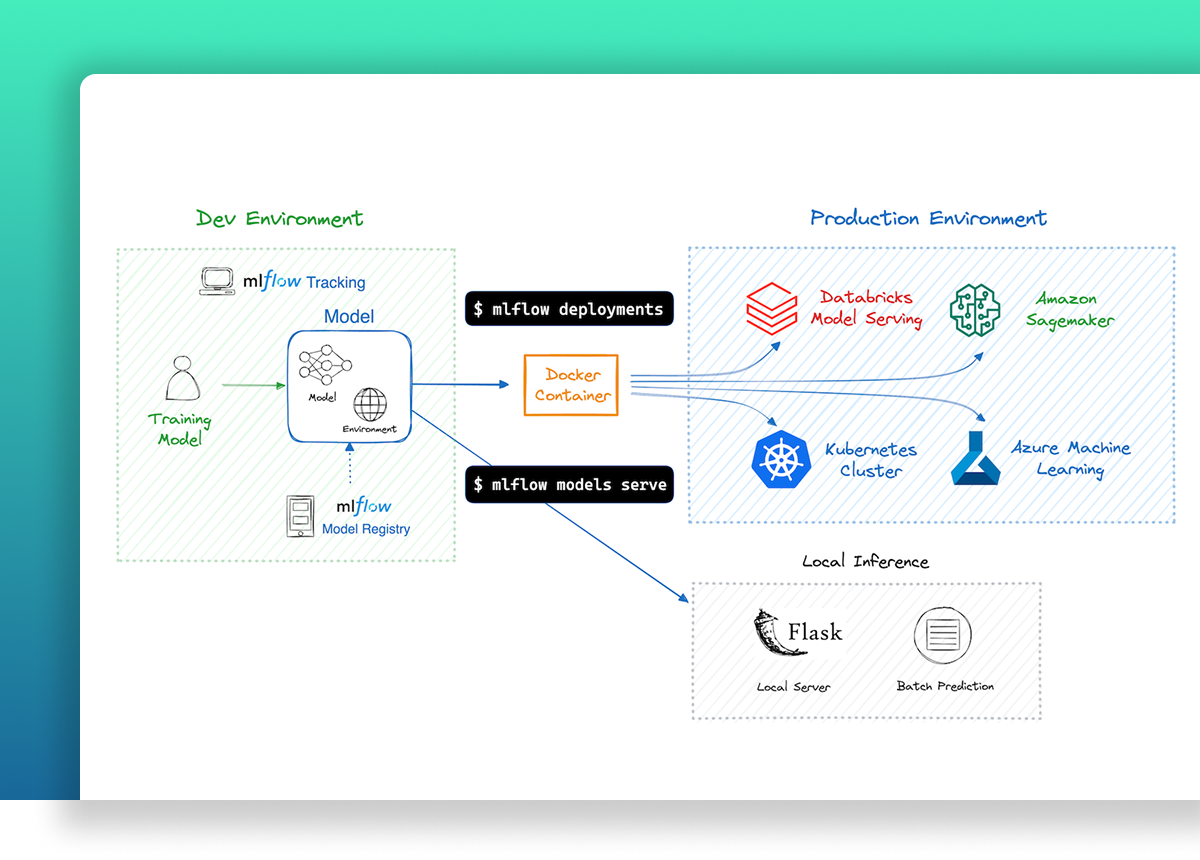 Dev Environment
mlflow Tracking
Model
Model
Environment
Training
Model
mlflow
Model Registry
$ mlflow deployments
Docker
Container
$ mlflow models serve
Production Environment
Databricks
Model Serving
Amazon
Sagemaker
Kubernetes
Cluster
Azure Machine
Learning
Local Inference
Flask
Local Server
Batch Prediction